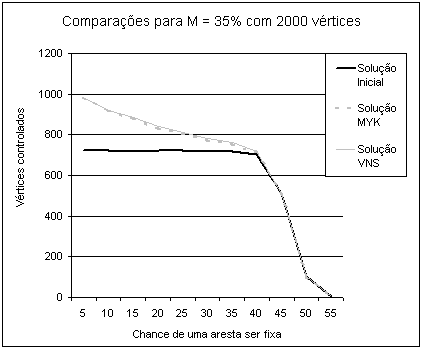 Comparações para M = 35% com 2000 vértices
Vértices controlados
1200
1000
800
600
400
200
0
5 10 15 20 25 30 35 40 45 50 55
Chance de uma aresta ser fixa
Solução
Inicial
Solução
MYK
Solução
VNS